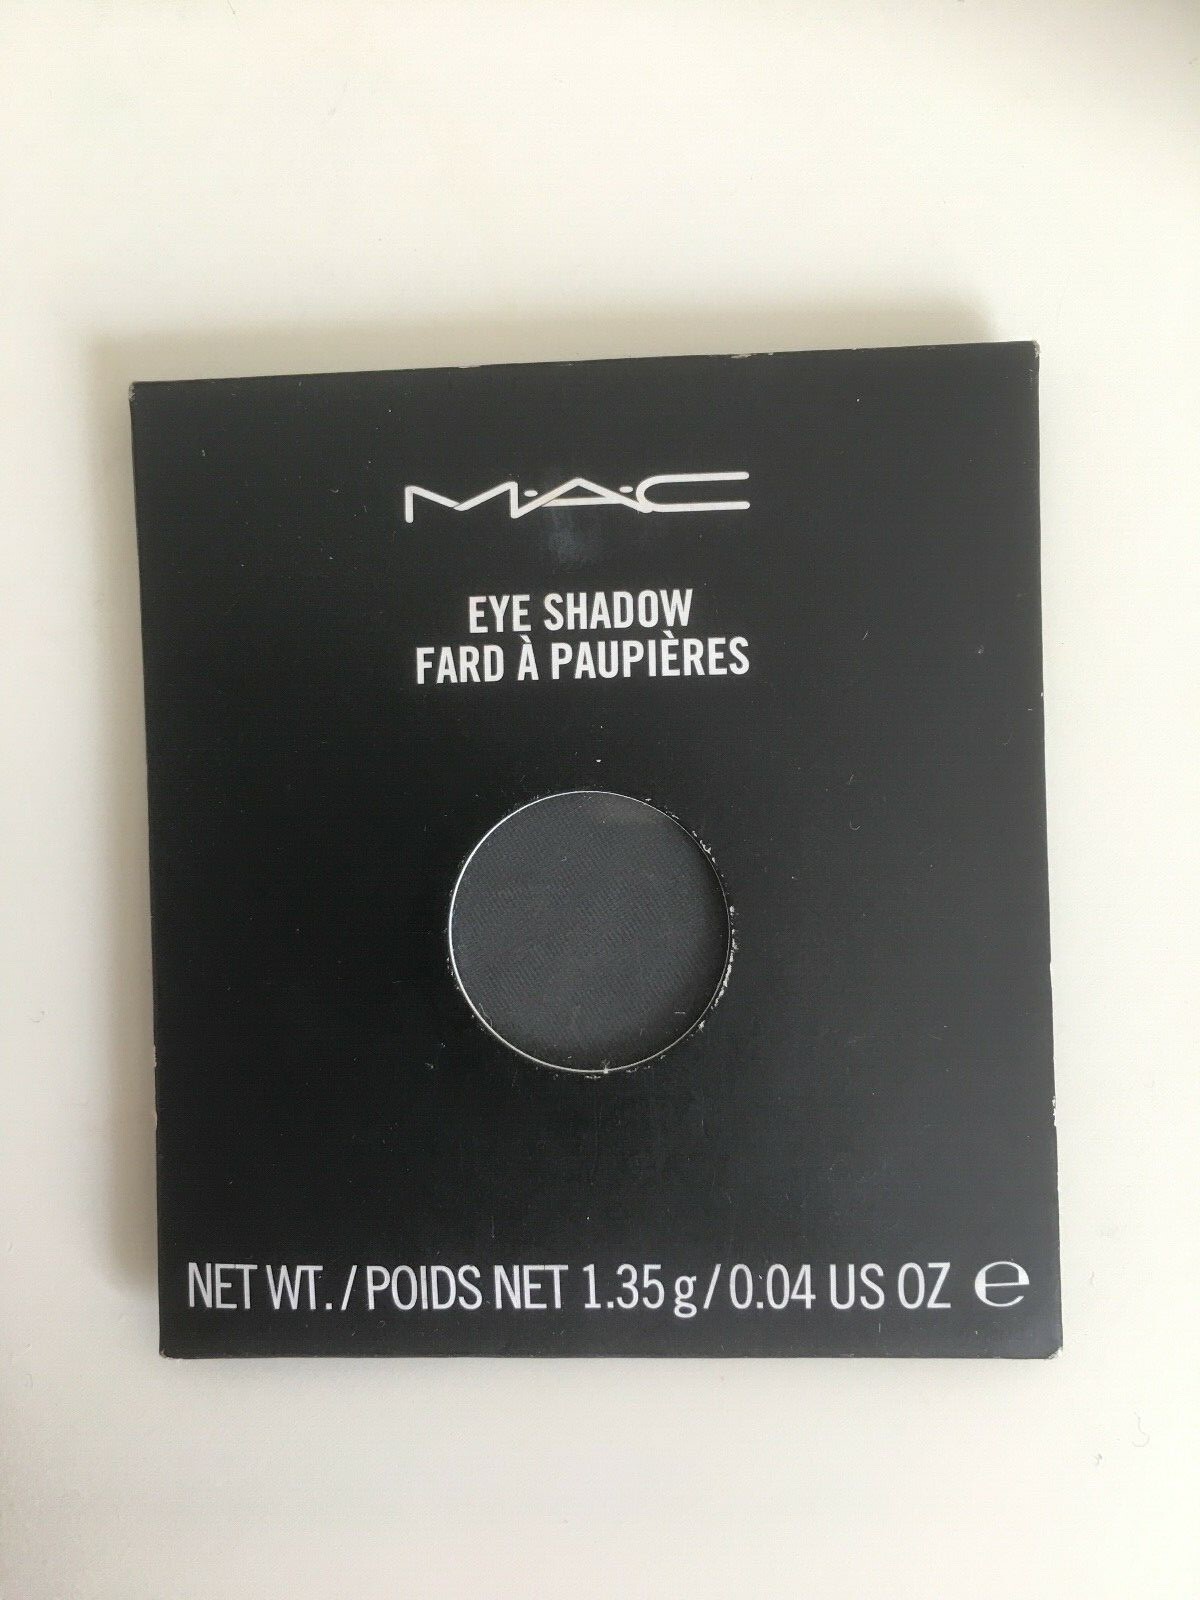 M·A·C
EYE SHADOW
FARD À PAUPIÈRES
NET WT. / POIDS NET 1.35 g / 0.04 US OZ ℮